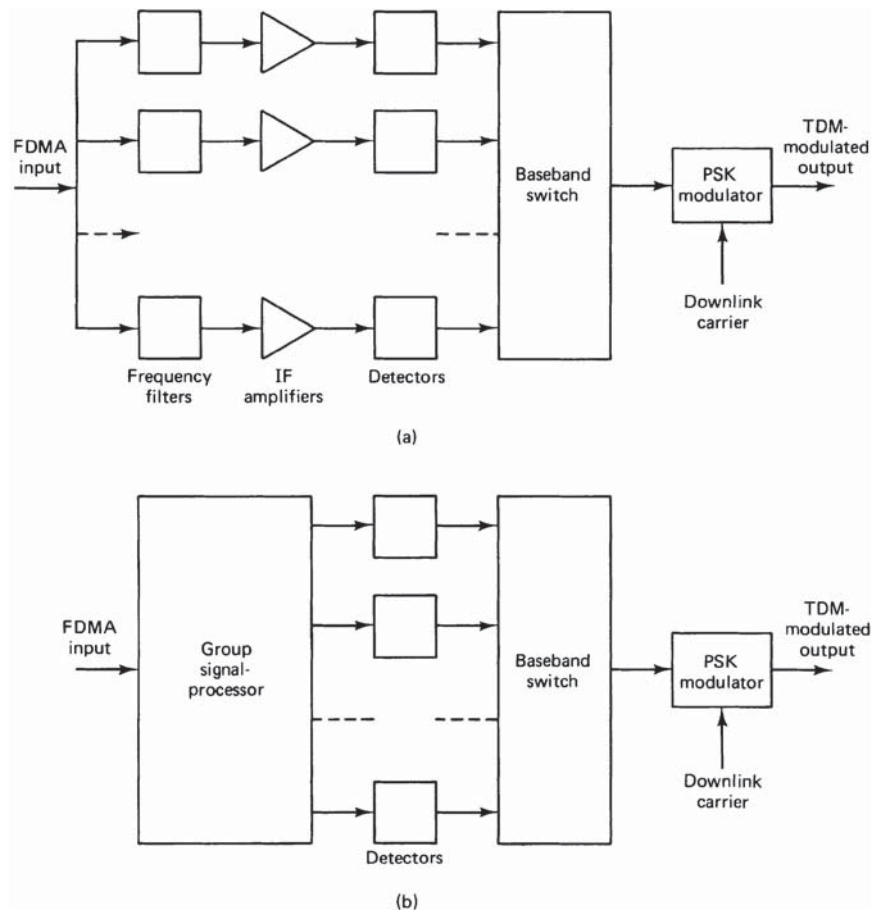 FDMA
input
Frequency
filters
IF
amplifiers
Detectors
Baseband
switch
PSK
modulator
TDM-
modulated
output
Downlink
carrier
(a)
FDMA
input
Group
signal-
processor
Detectors
Baseband
switch
PSK
modulator
TDM-
modulated
output
Downlink
carrier
(b)